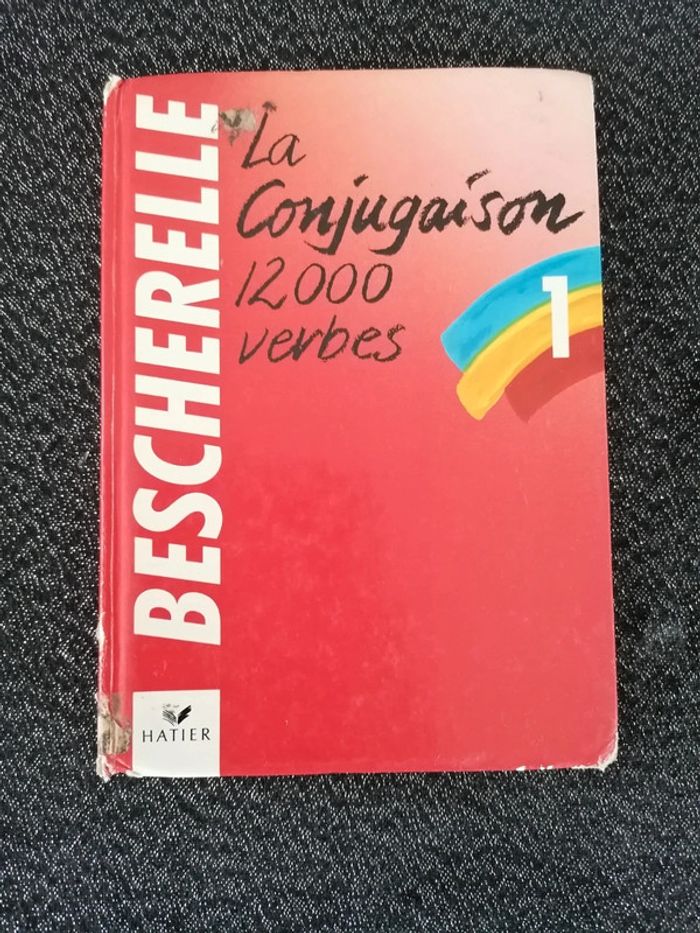 BESCHERELLE
La
Conjugaison
12000
verbes
1
HATIER